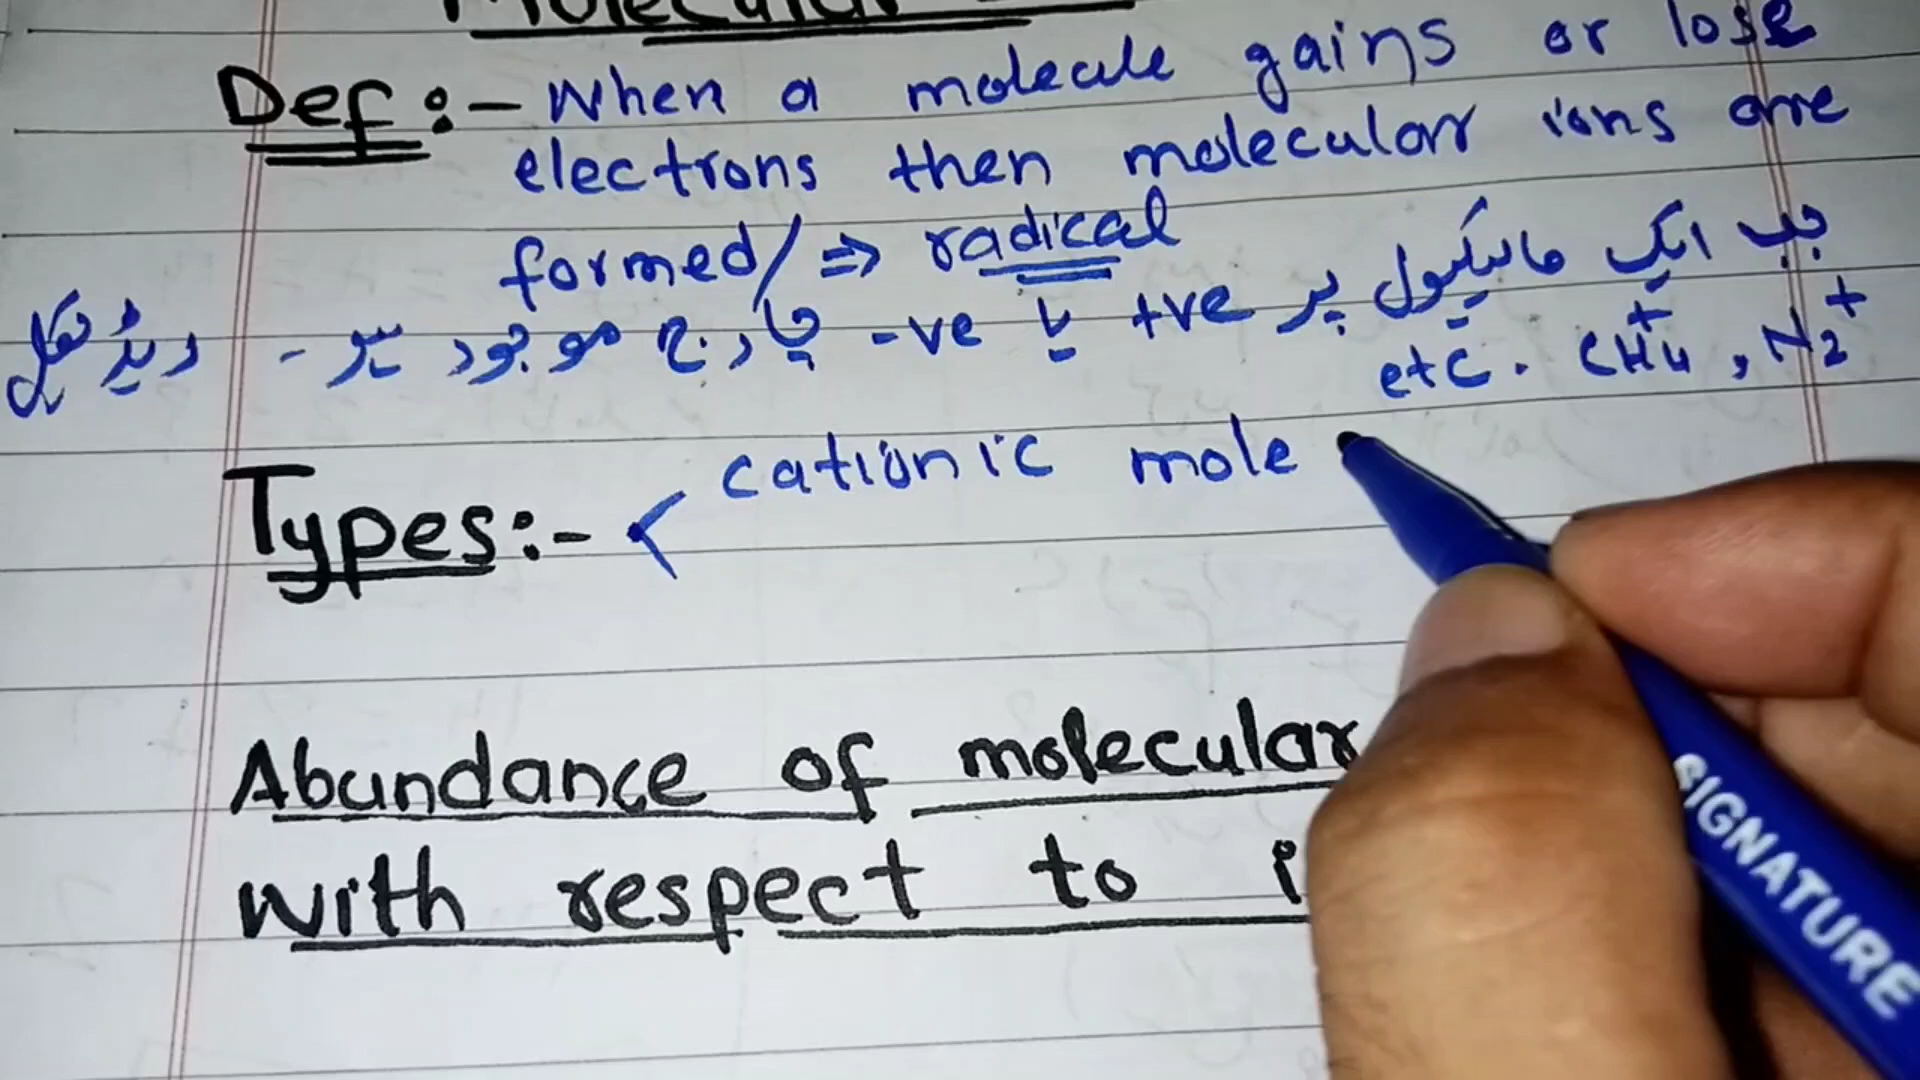 Molecular
Def:- When a molecule gains or lose
electrons then molecular ions are
formed/ => radical
جب ایک مالیکیول پر +ve یا -ve چارج موجود ہو - ریڈیکل
etc. CH4+, N2+
Types:- < cationic mole
Abundance of molecular
with respect to i
SIGNATURE